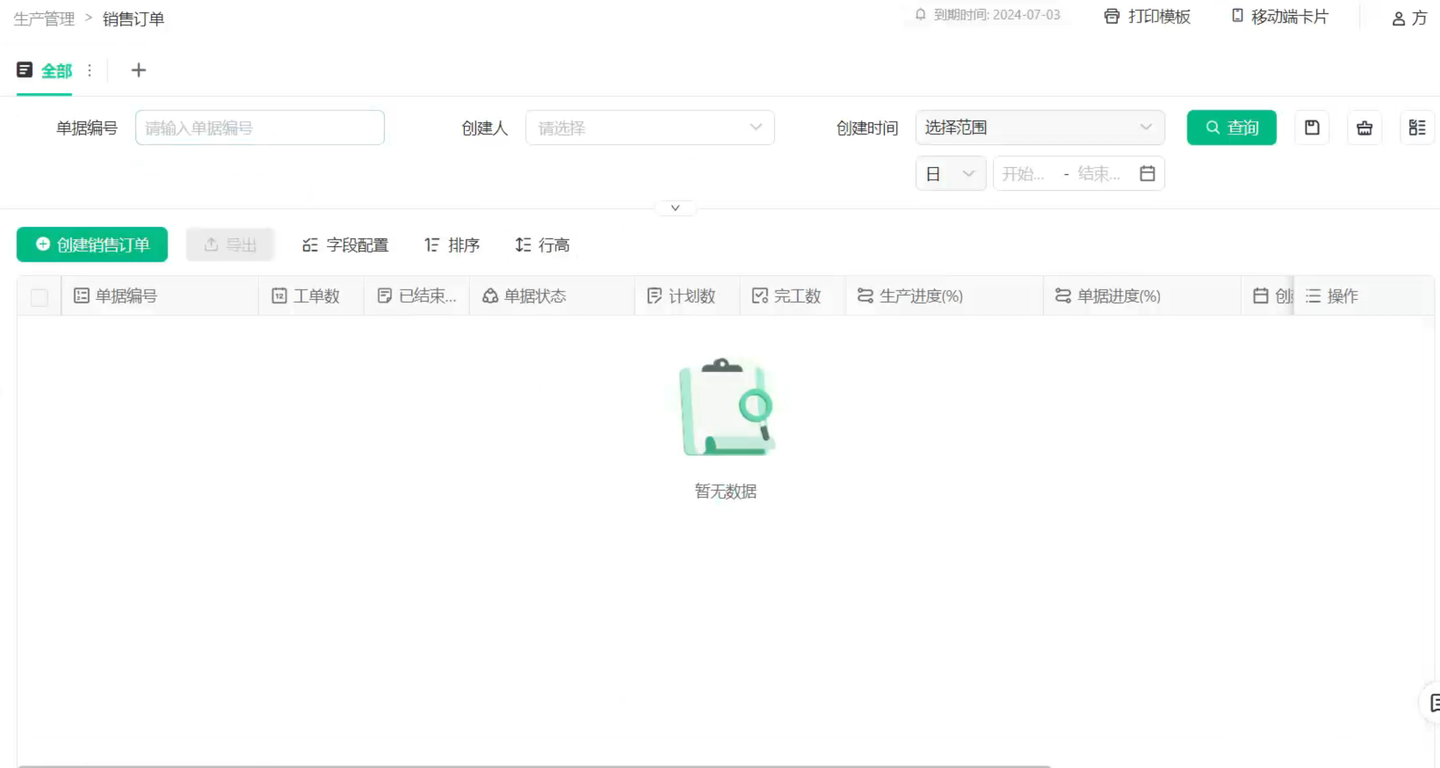 生产管理 > 销售订单 到期时间: 2024-07-03 打印模板 移动端卡片 方
全部
单据编号 请输入单据编号 创建人 请选择 创建时间 选择范围 查询
日 开始... - 结束...
创建销售订单 导出 字段配置 排序 行高
单据编号 工单数 已结束... 单据状态 计划数 完工数 生产进度(%) 单据进度(%) 操作
暂无数据